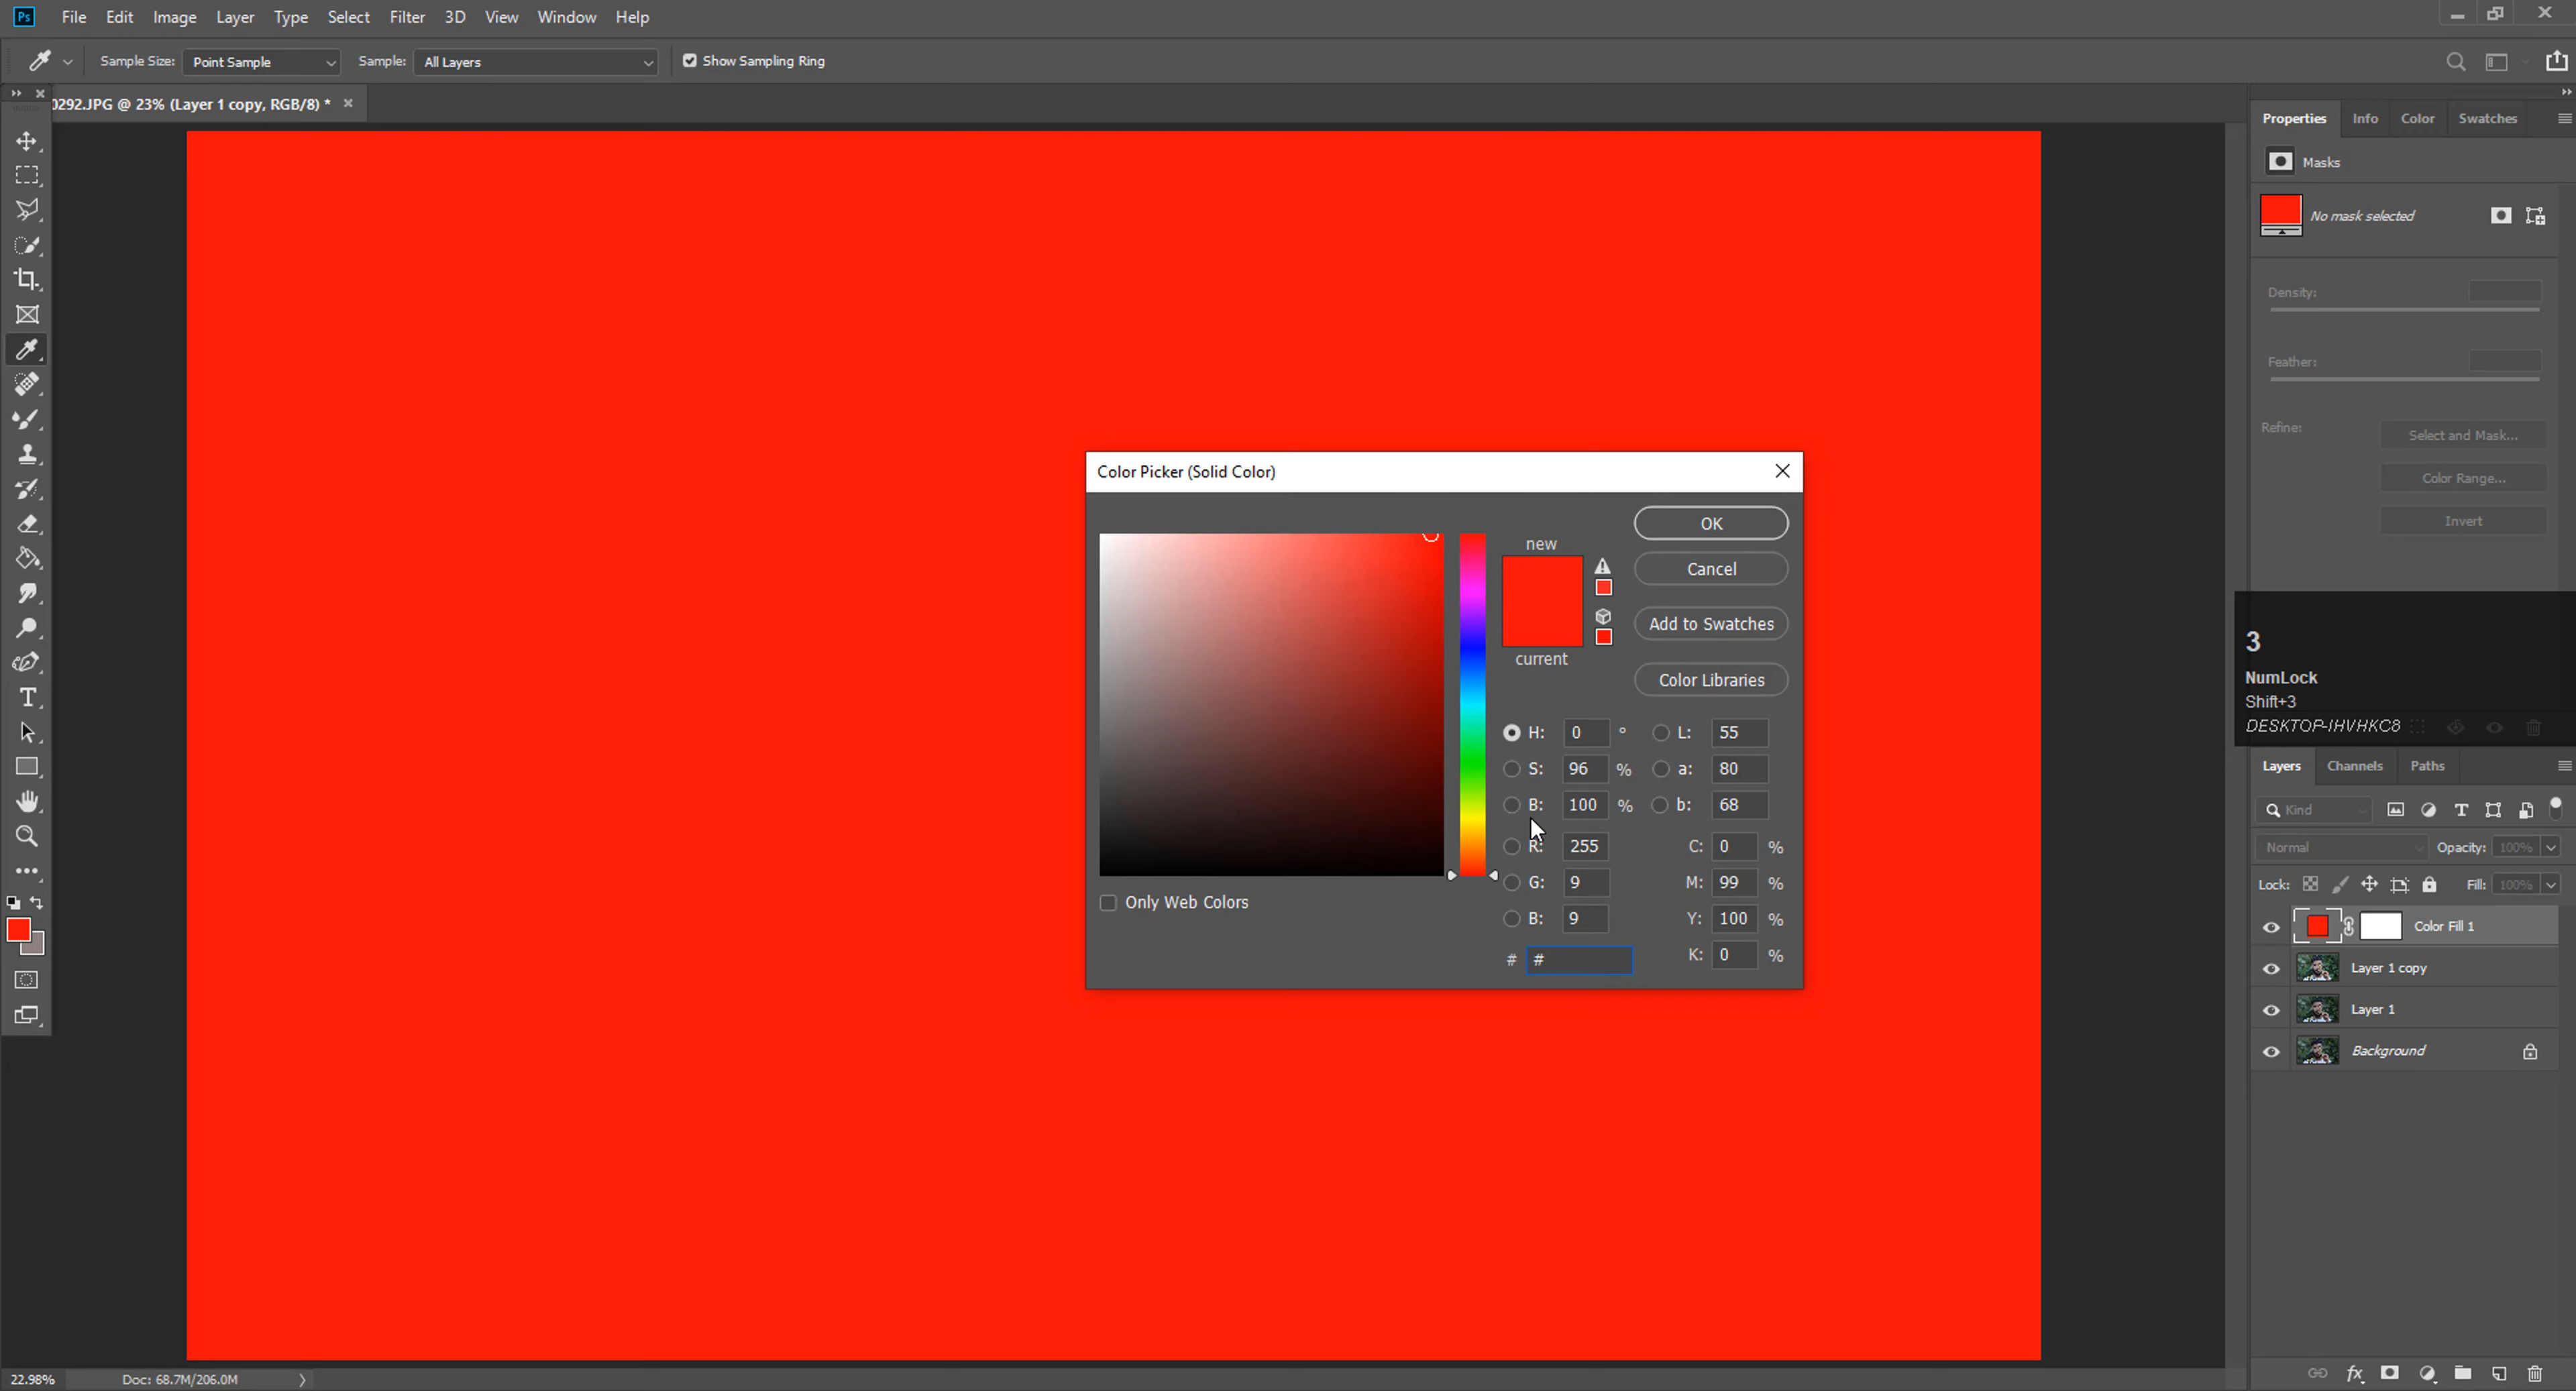 Ps File Edit Image Layer Type Select Filter 3D View Window Help
Sample Size: Point Sample Sample: All Layers Show Sampling Ring
0292.JPG @ 23% (Layer 1 copy, RGB/8) *
Properties Info Color Swatches
Masks
No mask selected
Density:
Feather:
Refine: Select and Mask...
Color Range...
Invert
Color Picker (Solid Color)
new
current
OK
Cancel
Add to Swatches
Color Libraries
H: 0 ° L: 55
S: 96 % a: 80
B: 100 % b: 68
R: 255 C: 0 %
G: 9 M: 99 %
B: 9 Y: 100 %
# # K: 0 %
Only Web Colors
3
NumLock
Shift+3
DESKTOP-IHVHKC8
Layers Channels Paths
Kind
Normal Opacity: 100%
Lock: Fill: 100%
Color Fill 1
Layer 1 copy
Layer 1
Background
22.98% Doc: 68.7M/206.0M